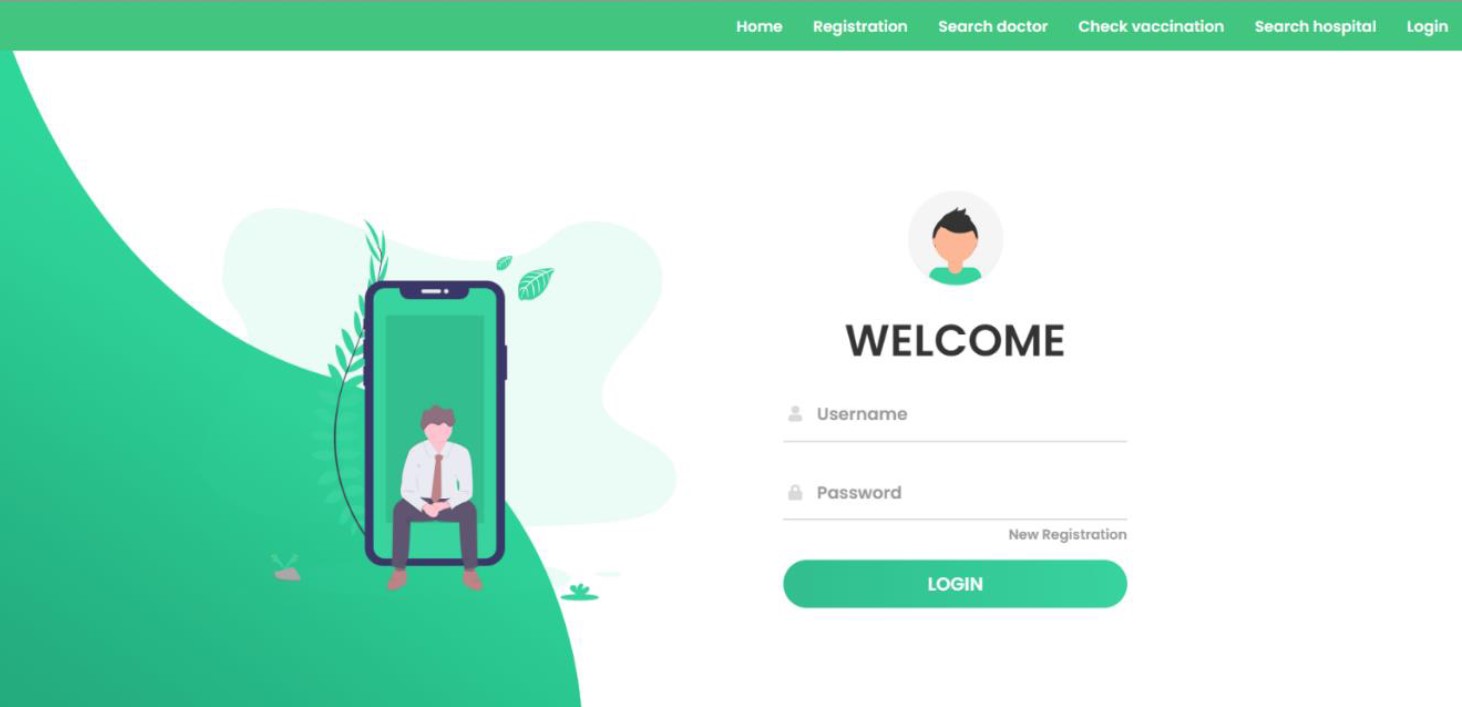 Home Registration Search doctor Check vaccination Search hospital Login
WELCOME
Username
Password
New Registration
LOGIN